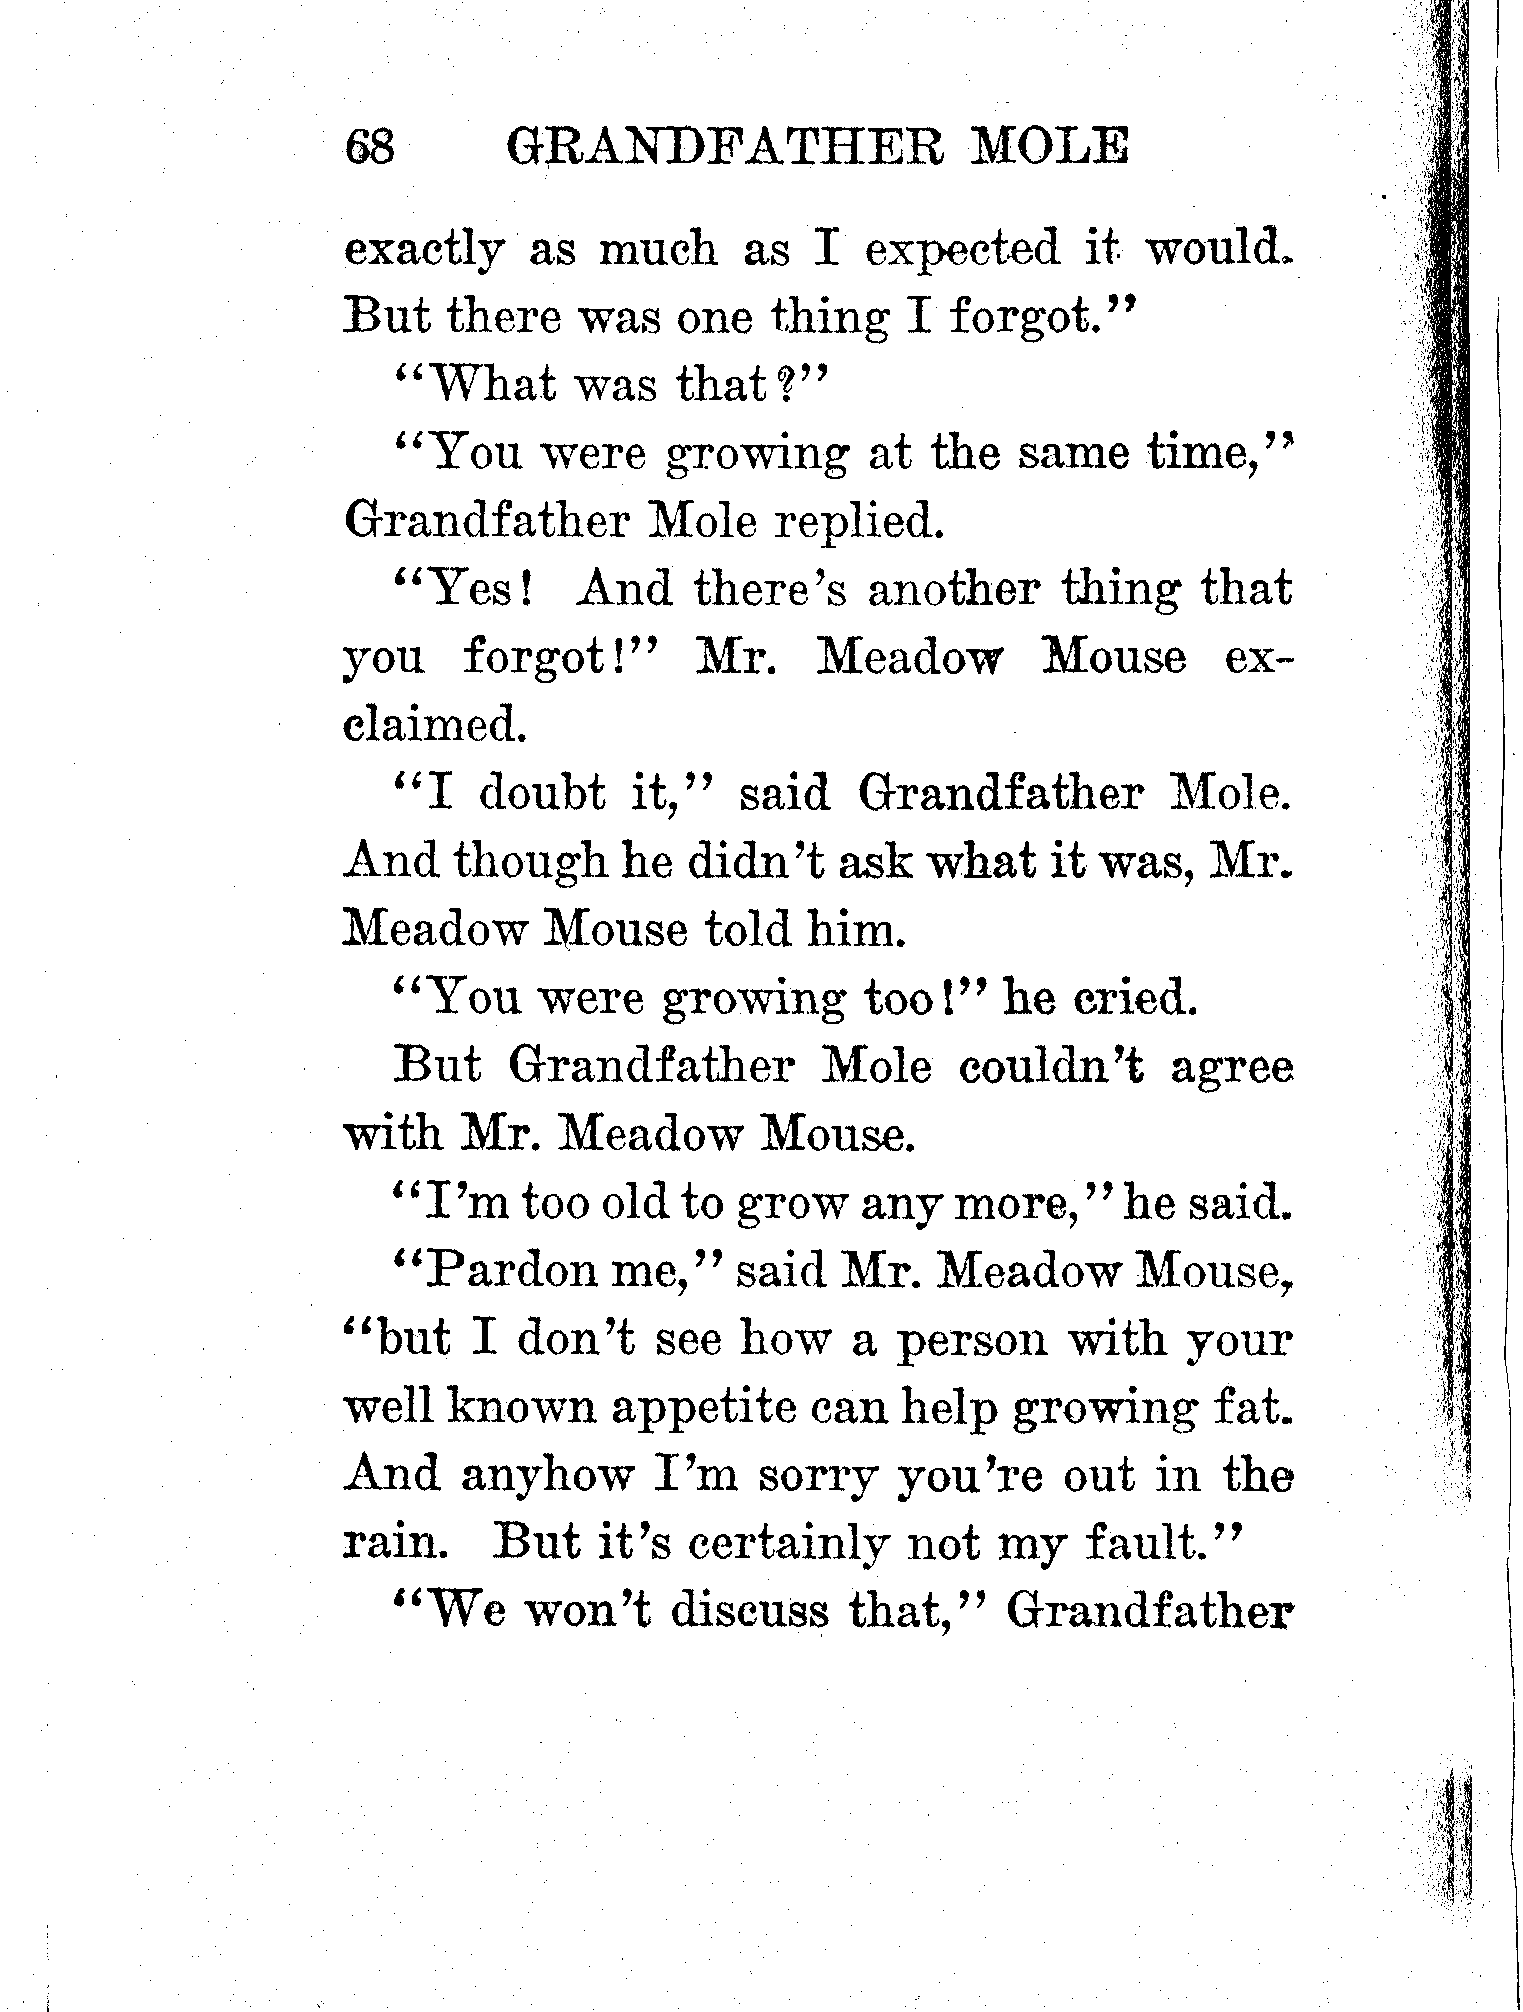 68 GRANDFATHER MOLE
exactly as much as I expected it would.
But there was one thing I forgot."
"What was that?"
"You were growing at the same time,"
Grandfather Mole replied.
"Yes! And there's another thing that
you forgot!" Mr. Meadow Mouse ex-
claimed.
"I doubt it," said Grandfather Mole.
And though he didn't ask what it was, Mr.
Meadow Mouse told him.
"You were growing too!" he cried.
But Grandfather Mole couldn't agree
with Mr. Meadow Mouse.
"I'm too old to grow any more," he said.
"Pardon me," said Mr. Meadow Mouse,
"but I don't see how a person with your
well known appetite can help growing fat.
And anyhow I'm sorry you're out in the
rain. But it's certainly not my fault."
"We won't discuss that," Grandfather